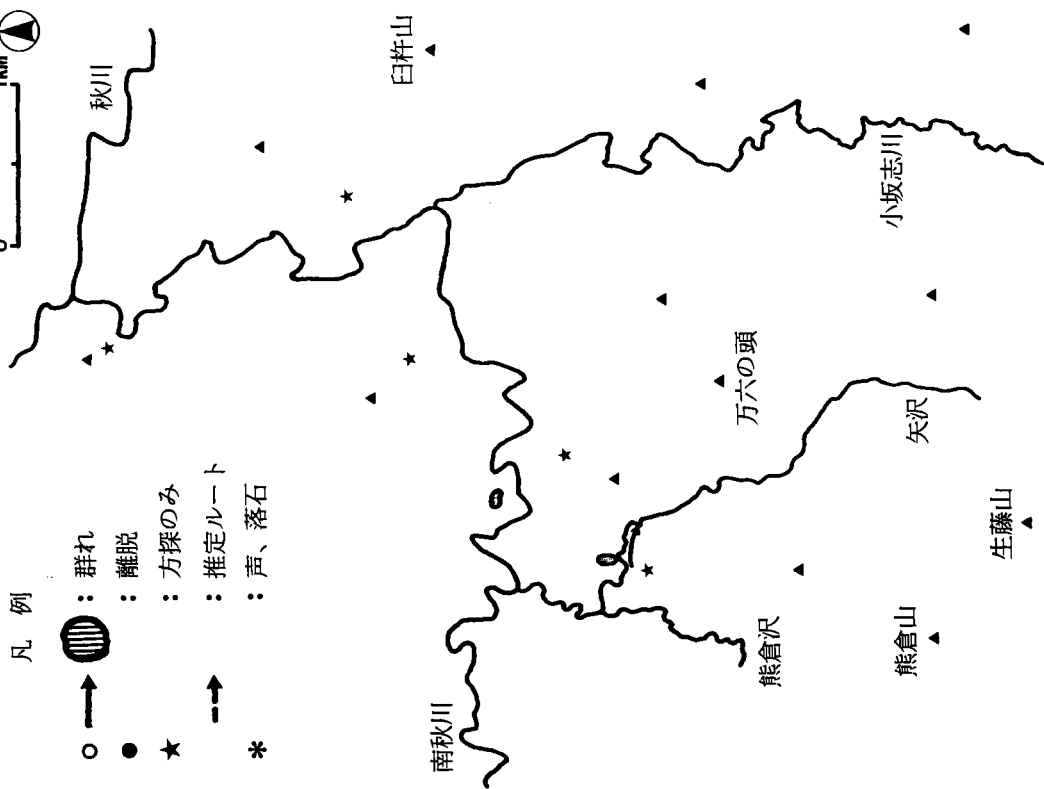 凡 例
：群れ
：離脱
：方探のみ
：推定ルート
：声、落石
0
1km
秋川
臼杵山
小坂志川
万六の頭
矢沢
生藤山
熊倉山
熊倉沢
南秋川